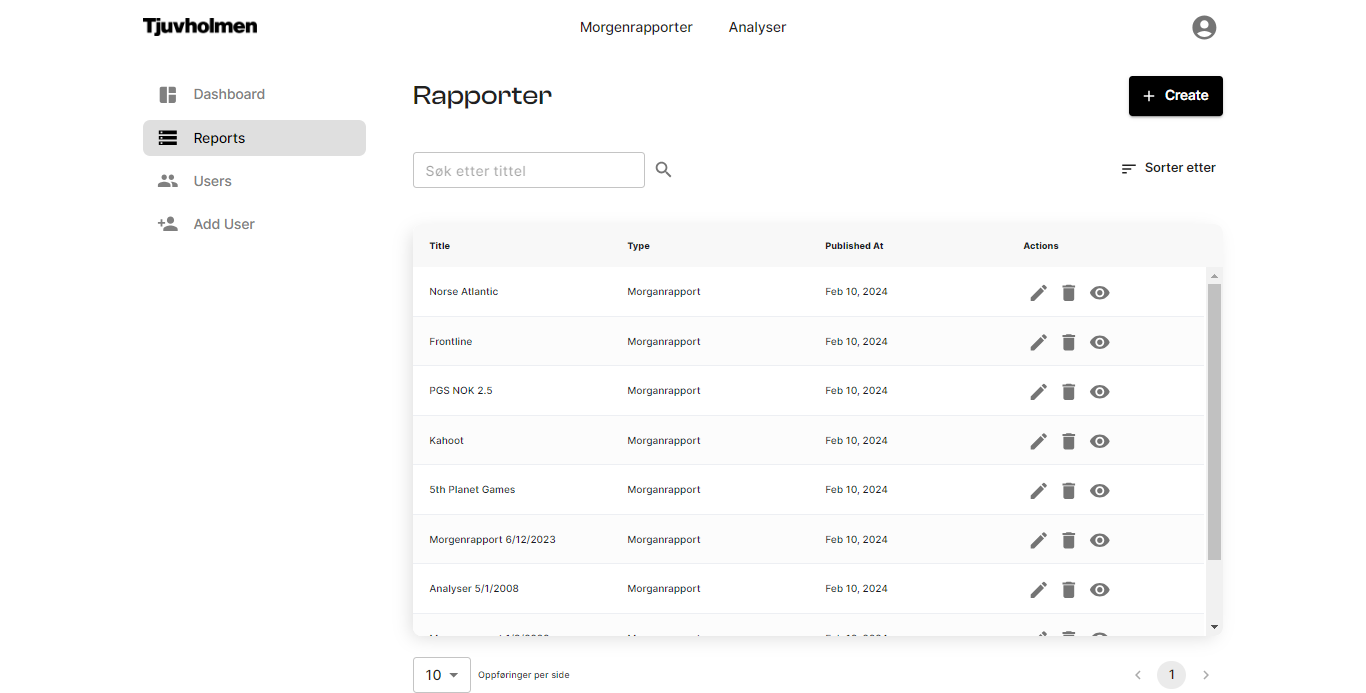 Tjuvholmen
Morgenrapporter Analyser
Dashboard
Reports
Users
Add User
Rapporter
+ Create
Søk etter tittel
Sorter etter
Title Type Published At Actions
Norse Atlantic Morganrapport Feb 10, 2024
Frontline Morganrapport Feb 10, 2024
PGS NOK 2.5 Morganrapport Feb 10, 2024
Kahoot Morganrapport Feb 10, 2024
5th Planet Games Morganrapport Feb 10, 2024
Morgenrapport 6/12/2023 Morganrapport Feb 10, 2024
Analyser 5/1/2008 Morganrapport Feb 10, 2024
10 Oppføringer per side
1